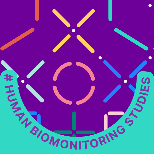 #HUMAN BIOMONITORING STUDIES